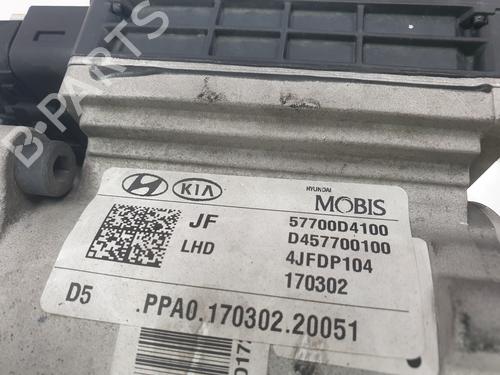 B-PARTS
KIA
HYUNDAI
MOBIS
JF
57700D4100
LHD
D457700100
4JFDP104
170302
D5
.PPA0.170302.20051